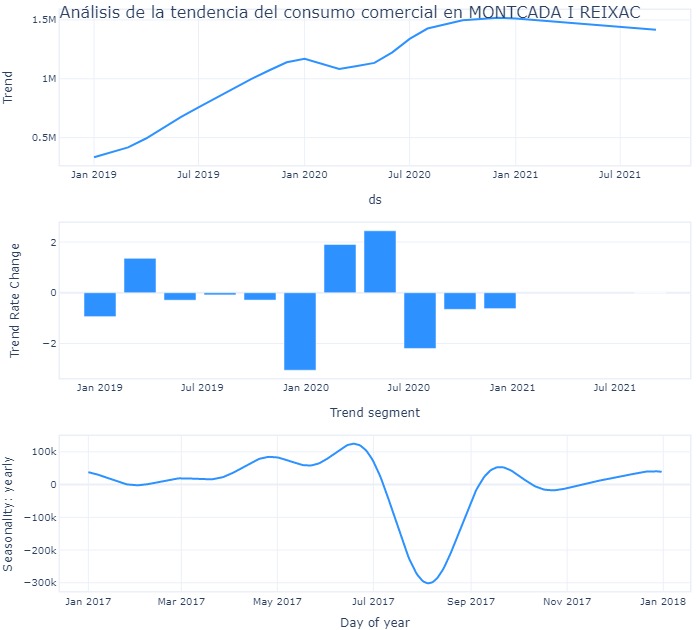 Análisis de la tendencia del consumo comercial en MONTCADA I REIXAC
1.5M
1M
0.5M
Trend
Jan 2019 Jul 2019 Jan 2020 Jul 2020 Jan 2021 Jul 2021
ds
2
0
−2
Trend Rate Change
Jan 2019 Jul 2019 Jan 2020 Jul 2020 Jan 2021 Jul 2021
Trend segment
100k
0
−100k
−200k
−300k
Seasonality: yearly
Jan 2017 Mar 2017 May 2017 Jul 2017 Sep 2017 Nov 2017 Jan 2018
Day of year